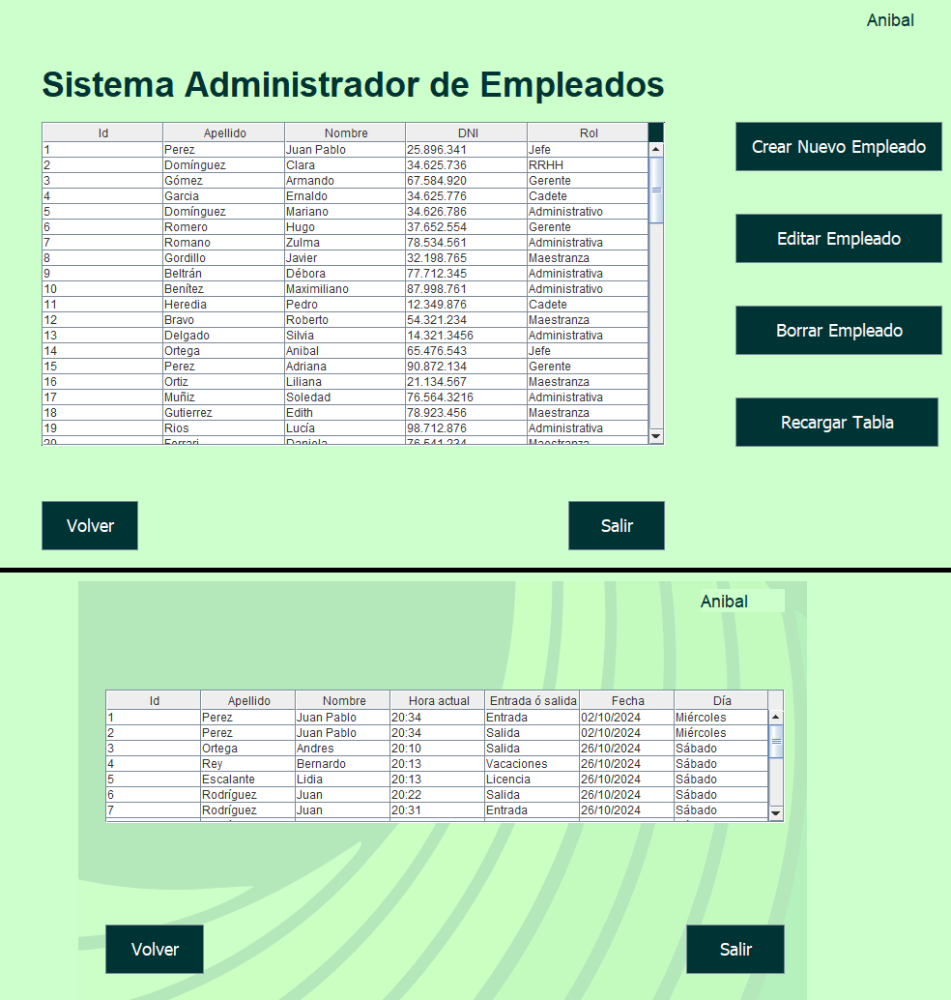 Anibal
Sistema Administrador de Empleados
Id Apellido Nombre DNI Rol
1 Perez Juan Pablo 25.896.341 Jefe
2 Domínguez Clara 34.625.736 RRHH
3 Gómez Armando 67.584.920 Gerente
4 Garcia Ernaldo 34.625.776 Cadete
5 Domínguez Mariano 34.626.786 Administrativo
6 Romero Hugo 37.652.554 Gerente
7 Romano Zulma 78.534.561 Administrativa
8 Gordillo Javier 32.198.765 Maestranza
9 Beltrán Débora 77.712.345 Administrativa
10 Benítez Maximiliano 87.998.761 Administrativo
11 Heredia Pedro 12.349.876 Cadete
12 Bravo Roberto 54.321.234 Maestranza
13 Delgado Silvia 14.321.3456 Administrativa
14 Ortega Anibal 65.476.543 Jefe
15 Perez Adriana 90.872.134 Gerente
16 Ortiz Liliana 21.134.567 Maestranza
17 Muñiz Soledad 76.564.3216 Administrativa
18 Gutierrez Edith 78.923.456 Maestranza
19 Rios Lucía 98.712.876 Administrativa
20 Ferrari Daniela 76.541.234 Maestranza
Crear Nuevo Empleado
Editar Empleado
Borrar Empleado
Recargar Tabla
Volver Salir
Anibal
Id Apellido Nombre Hora actual Entrada ó salida Fecha Día
1 Perez Juan Pablo 20:34 Entrada 02/10/2024 Miércoles
2 Perez Juan Pablo 20:34 Salida 02/10/2024 Miércoles
3 Ortega Andres 20:10 Salida 26/10/2024 Sábado
4 Rey Bernardo 20:13 Vacaciones 26/10/2024 Sábado
5 Escalante Lidia 20:13 Licencia 26/10/2024 Sábado
6 Rodríguez Juan 20:22 Salida 26/10/2024 Sábado
7 Rodríguez Juan 20:31 Entrada 26/10/2024 Sábado
Volver Salir